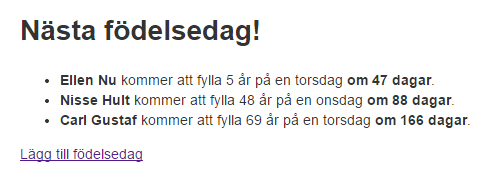 Nästa födelsedag!
Ellen Nu kommer att fylla 5 år på en torsdag om 47 dagar.
Nisse Hult kommer att fylla 48 år på en onsdag om 88 dagar.
Carl Gustaf kommer att fylla 69 år på en torsdag om 166 dagar.
Lägg till födelsedag